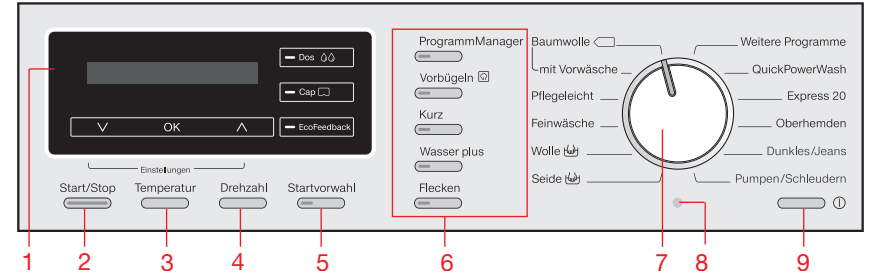 Dos
Cap
EcoFeedback
OK
Einstellungen
Start/Stop
Temperatur
Drehzahl
Startvorwahl
ProgrammManager
Vorbügeln
Kurz
Wasser plus
Flecken
Baumwolle
mit Vorwäsche
Pflegeleicht
Feinwäsche
Wolle
Seide
Weitere Programme
QuickPowerWash
Express 20
Oberhemden
Dunkles/Jeans
Pumpen/Schleudern
1 2 3 4 5 6 7 8 9